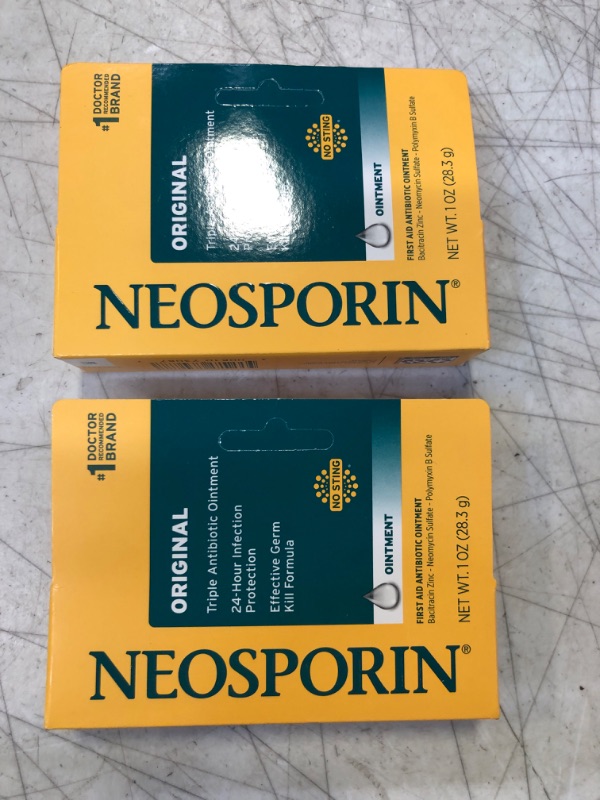 #1 DOCTOR
RECOMMENDED
BRAND
ORIGINAL
NO STING
OINTMENT
FIRST AID ANTIBIOTIC OINTMENT
Bacitracin Zinc - Neomycin Sulfate - Polymyxin B Sulfate
NET WT. 1 OZ (28.3 g)
NEOSPORIN®
#1 DOCTOR
RECOMMENDED
BRAND
ORIGINAL
Triple Antibiotic Ointment
24-Hour Infection
Protection
Effective Germ
Kill Formula
NO STING
OINTMENT
FIRST AID ANTIBIOTIC OINTMENT
Bacitracin Zinc - Neomycin Sulfate - Polymyxin B Sulfate
NET WT. 1 OZ (28.3 g)
NEOSPORIN®